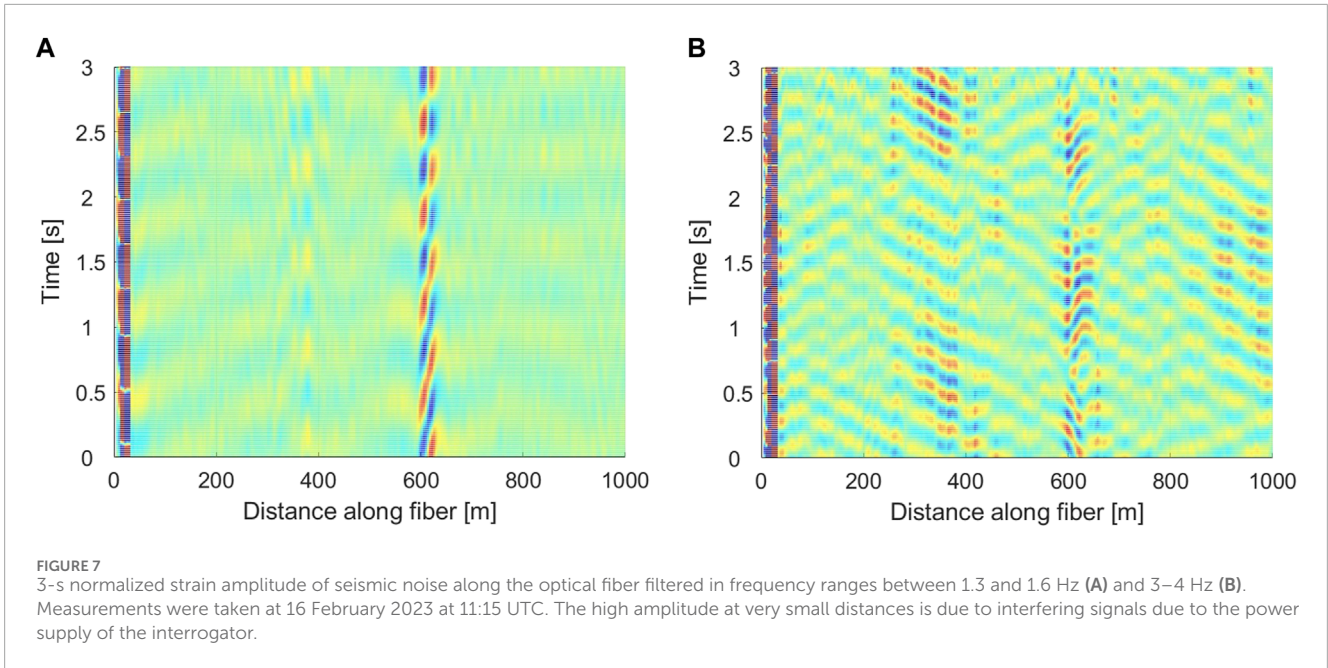 A
B
3
2.5
2
1.5
1
0.5
0
Time [s]
0 200 400 600 800 1000
Distance along fiber [m]
3
2.5
2
1.5
1
0.5
0
Time [s]
0 200 400 600 800 1000
Distance along fiber [m]
FIGURE 7
3-s normalized strain amplitude of seismic noise along the optical fiber filtered in frequency ranges between 1.3 and 1.6 Hz (A) and 3–4 Hz (B).
Measurements were taken at 16 February 2023 at 11:15 UTC. The high amplitude at very small distances is due to interfering signals due to the power
supply of the interrogator.